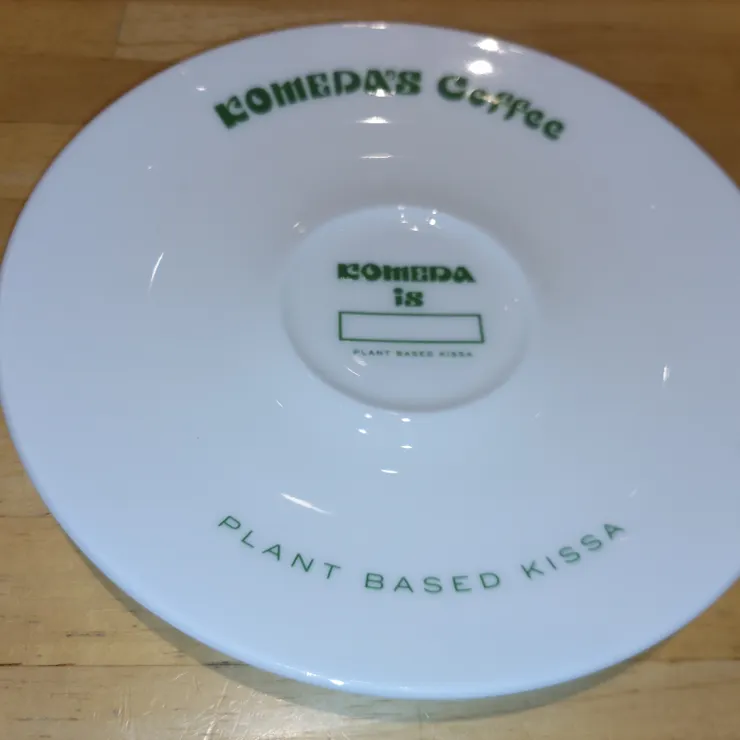 KOMEDA'S Coffee
KOMEDA
is
PLANT BASED KISSA
PLANT BASED KISSA